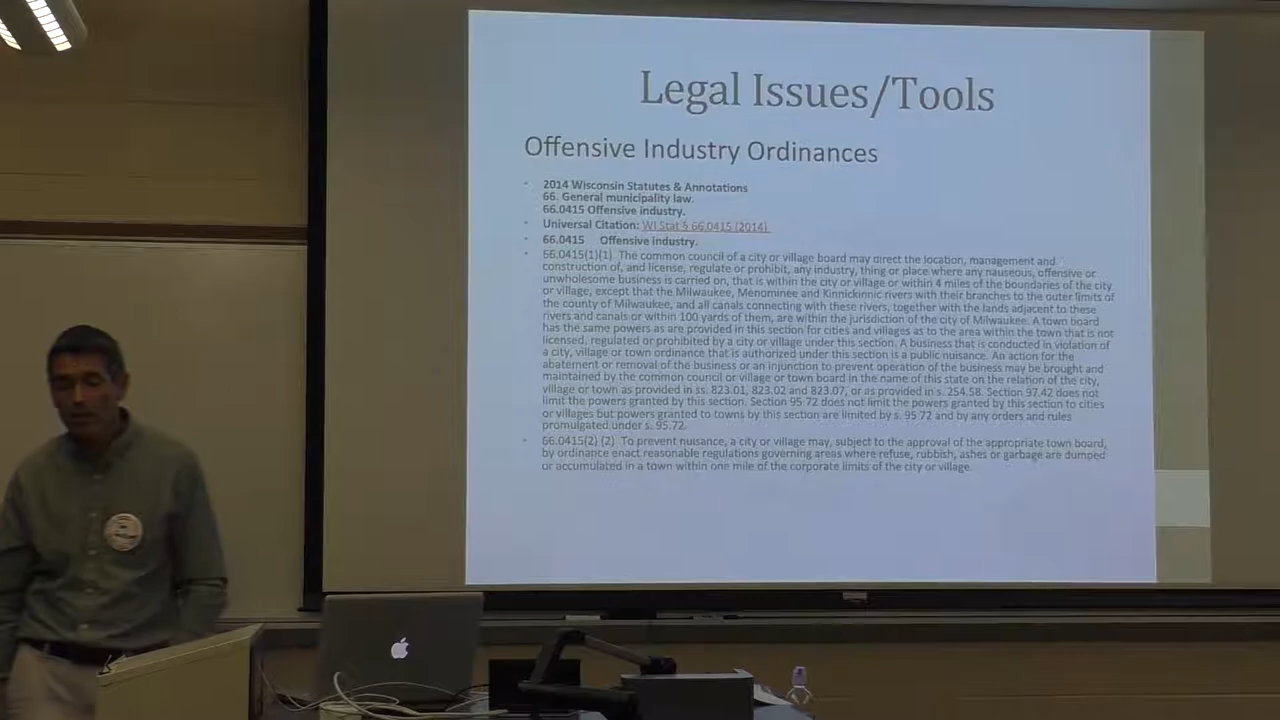 Legal Issues/Tools
Offensive Industry Ordinances
2014 Wisconsin Statutes & Annotations
66. General municipality law.
66.0415 Offensive industry.
Universal Citation: WI Stat § 66.0415 (2014)
66.0415 Offensive industry.
66.0415(1)(1) The common council of a city or village board may direct the location, management and
construction of, and license, regulate or prohibit, any industry, thing or place where any nauseous, offensive or
unwholesome business is carried on, that is within the city or village or within 4 miles of the boundaries of the city
or village, except that the Milwaukee, Menominee and Kinnickinnic rivers with their branches to the outer limits of
the county of Milwaukee, and all canals connecting with these rivers, together with the lands adjacent to these
rivers and canals or within 100 yards of them, are within the jurisdiction of the city of Milwaukee. A town board
has the same powers as are provided in this section for cities and villages as to the area within the town that is not
licensed, regulated or prohibited by a city or village under this section. A business that is conducted in violation of
a city, village or town ordinance that is authorized under this section is a public nuisance. An action for the
abatement or removal of the business or an injunction to prevent operation of the business may be brought and
maintained by the common council or village or town board in the name of this state on the relation of the city,
village or town as provided in ss. 823.01, 823.02 and 823.07, or as provided in s. 254.58. Section 97.42 does not
limit the powers granted by this section. Section 95.72 does not limit the powers granted by this section to cities
or villages but powers granted to towns by this section are limited by s. 95.72 and by any orders and rules
promulgated under s. 95.72.
66.0415(2) (2) To prevent nuisance, a city or village may, subject to the approval of the appropriate town board,
by ordinance enact reasonable regulations governing areas where refuse, rubbish, ashes or garbage are dumped
or accumulated in a town within one mile of the corporate limits of the city or village.